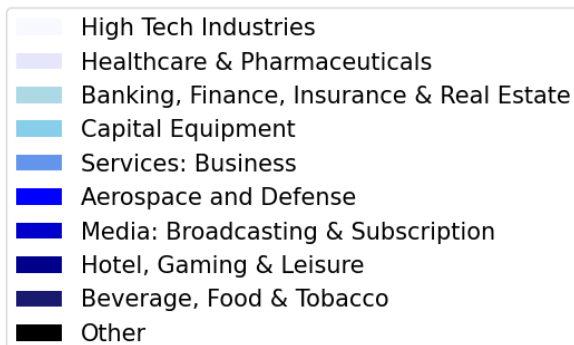 High Tech Industries
Healthcare & Pharmaceuticals
Banking, Finance, Insurance & Real Estate
Capital Equipment
Services: Business
Aerospace and Defense
Media: Broadcasting & Subscription
Hotel, Gaming & Leisure
Beverage, Food & Tobacco
Other